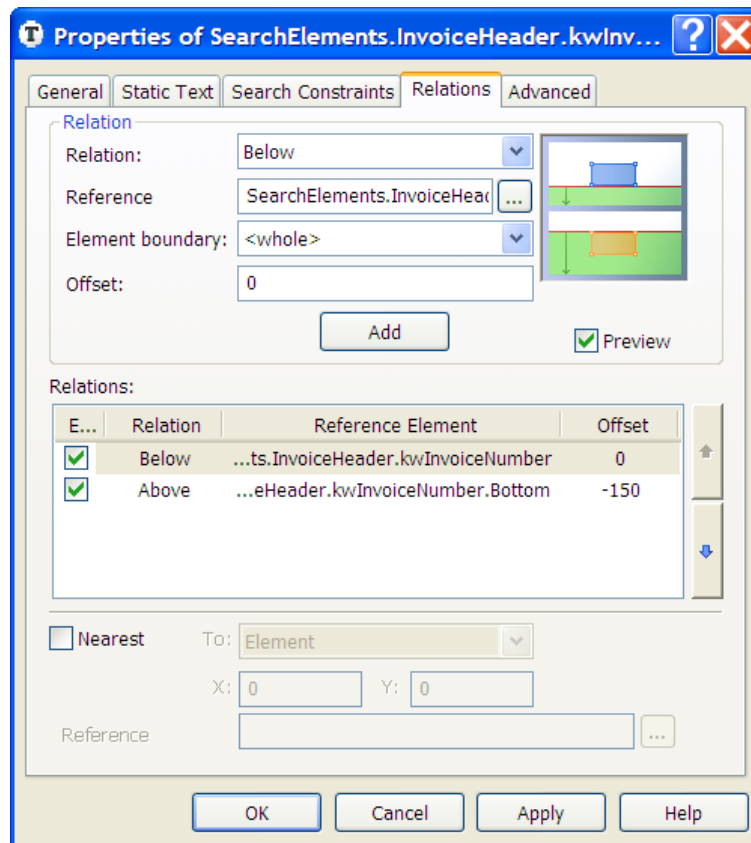 T Properties of SearchElements.InvoiceHeader.kwInv... ? X
General Static Text Search Constraints Relations Advanced
Relation
Relation: Below
Reference SearchElements.InvoiceHead ...
Element boundary: <whole>
Offset: 0
Add
Preview
Relations:
E... Relation Reference Element Offset
Below ...ts.InvoiceHeader.kwInvoiceNumber 0
Above ...eHeader.kwInvoiceNumber.Bottom -150
Nearest To: Element
X: 0 Y: 0
Reference ...
OK Cancel Apply Help